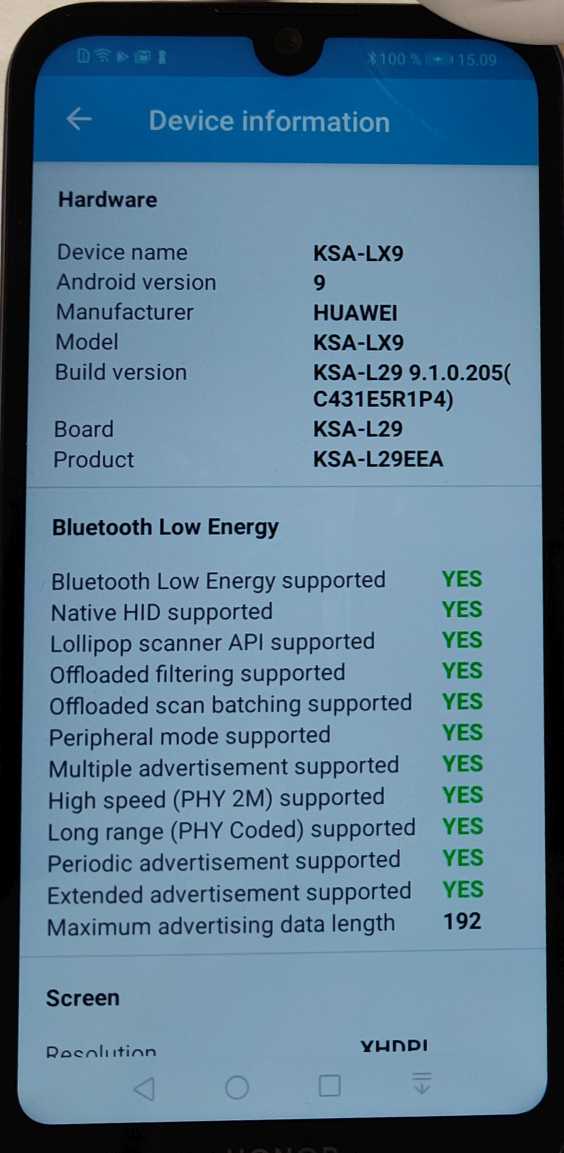 100 % 15.09
Device information
Hardware
Device name KSA-LX9
Android version 9
Manufacturer HUAWEI
Model KSA-LX9
Build version KSA-L29 9.1.0.205(
C431E5R1P4)
Board KSA-L29
Product KSA-L29EEA
Bluetooth Low Energy
Bluetooth Low Energy supported YES
Native HID supported YES
Lollipop scanner API supported YES
Offloaded filtering supported YES
Offloaded scan batching supported YES
Peripheral mode supported YES
Multiple advertisement supported YES
High speed (PHY 2M) supported YES
Long range (PHY Coded) supported YES
Periodic advertisement supported YES
Extended advertisement supported YES
Maximum advertising data length 192
Screen
Resolution XHDPI
HONOR